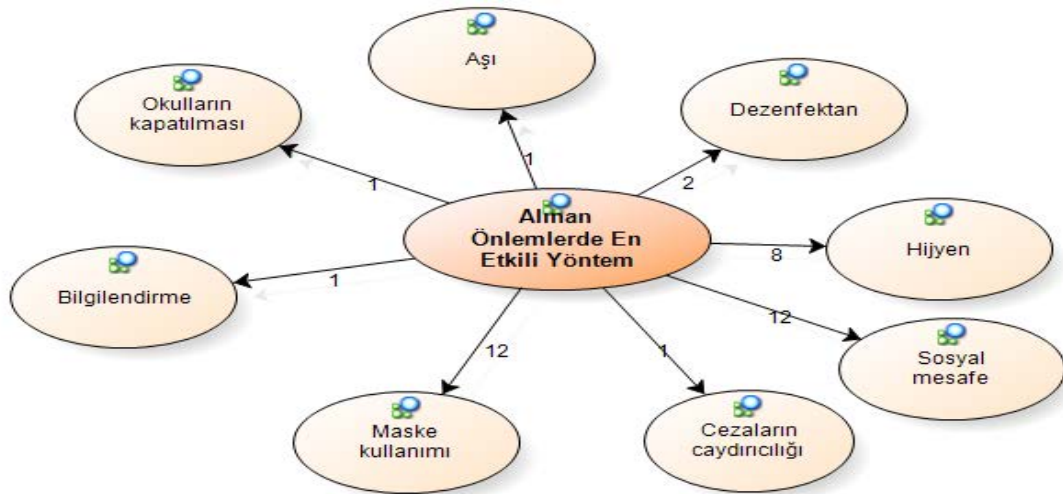 Aşı
Okulların
kapatılması
Dezenfektan
1
1
2
Alınan
Önlemlerde En
Etkili Yöntem
Hijyen
8
Bilgilendirme
1
12
Sosyal
mesafe
12
1
Maske
kullanımı
Cezaların
caydırıcılığı